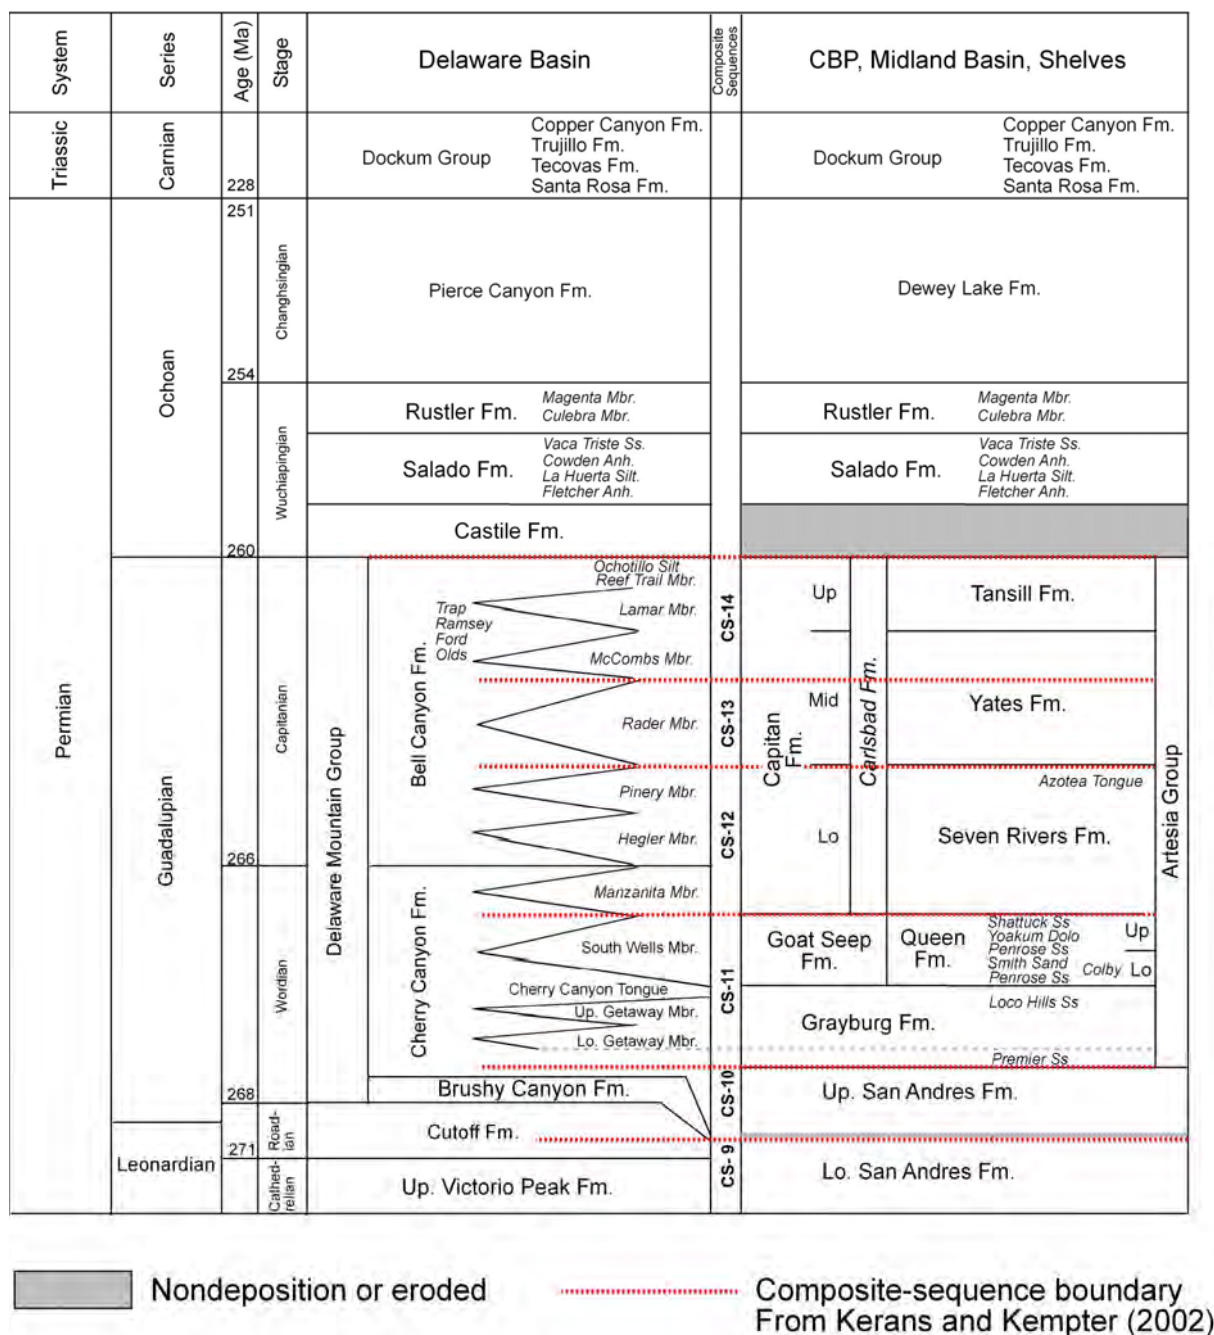 System
Series
Age (Ma)
Stage
Delaware Basin
Composite
Sequences
CBP, Midland Basin, Shelves
Triassic
Carnian
228
Dockum Group
Copper Canyon Fm.
Trujillo Fm.
Tecovas Fm.
Santa Rosa Fm.
Dockum Group
Copper Canyon Fm.
Trujillo Fm.
Tecovas Fm.
Santa Rosa Fm.
Permian
Ochoan
251
Changhsingian
Pierce Canyon Fm.
Dewey Lake Fm.
254
Wuchiapingian
Rustler Fm.
Magenta Mbr.
Culebra Mbr.
Rustler Fm.
Magenta Mbr.
Culebra Mbr.
Salado Fm.
Vaca Triste Ss.
Cowden Anh.
La Huerta Silt.
Fletcher Anh.
Salado Fm.
Vaca Triste Ss.
Cowden Anh.
La Huerta Silt.
Fletcher Anh.
Castile Fm.
260
Guadalupian
Capitanian
Delaware Mountain Group
Bell Canyon Fm.
Ochotillo Silt
Reef Trail Mbr.
Trap
Ramsey
Ford
Olds
Lamar Mbr.
McCombs Mbr.
Rader Mbr.
Pinery Mbr.
Hegler Mbr.
CS-14
CS-13
CS-12
Capitan
Fm.
Up
Mid
Lo
Carlsbad Fm.
Tansill Fm.
Yates Fm.
Azotea Tongue
Seven Rivers Fm.
Artesia Group
266
Wordian
Cherry Canyon Fm.
Manzanita Mbr.
South Wells Mbr.
Cherry Canyon Tongue
Up. Getaway Mbr.
Lo. Getaway Mbr.
CS-11
Goat Seep
Fm.
Queen
Fm.
Shattuck Ss
Yoakum Dolo
Penrose Ss
Smith Sand
Penrose Ss
Colby
Up
Lo
Grayburg Fm.
Loco Hills Ss
Premier Ss
268
Brushy Canyon Fm.
CS-10
Up. San Andres Fm.
Leonardian
Road-
ian
Cutoff Fm.
271
Cathed-
relian
Up. Victorio Peak Fm.
CS- 9
Lo. San Andres Fm.
Nondeposition or eroded
Composite-sequence boundary
From Kerans and Kempter (2002)